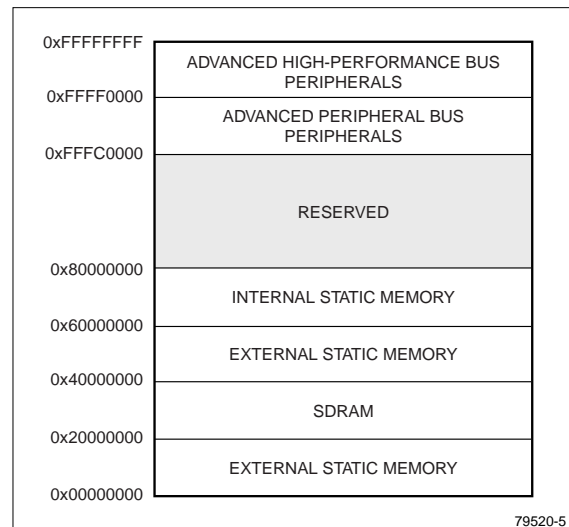 0xFFFFFFFF
ADVANCED HIGH-PERFORMANCE BUS
PERIPHERALS
0xFFFF0000
ADVANCED PERIPHERAL BUS
PERIPHERALS
0xFFFC0000
RESERVED
0x80000000
INTERNAL STATIC MEMORY
0x60000000
EXTERNAL STATIC MEMORY
0x40000000
SDRAM
0x20000000
EXTERNAL STATIC MEMORY
0x00000000
79520-5